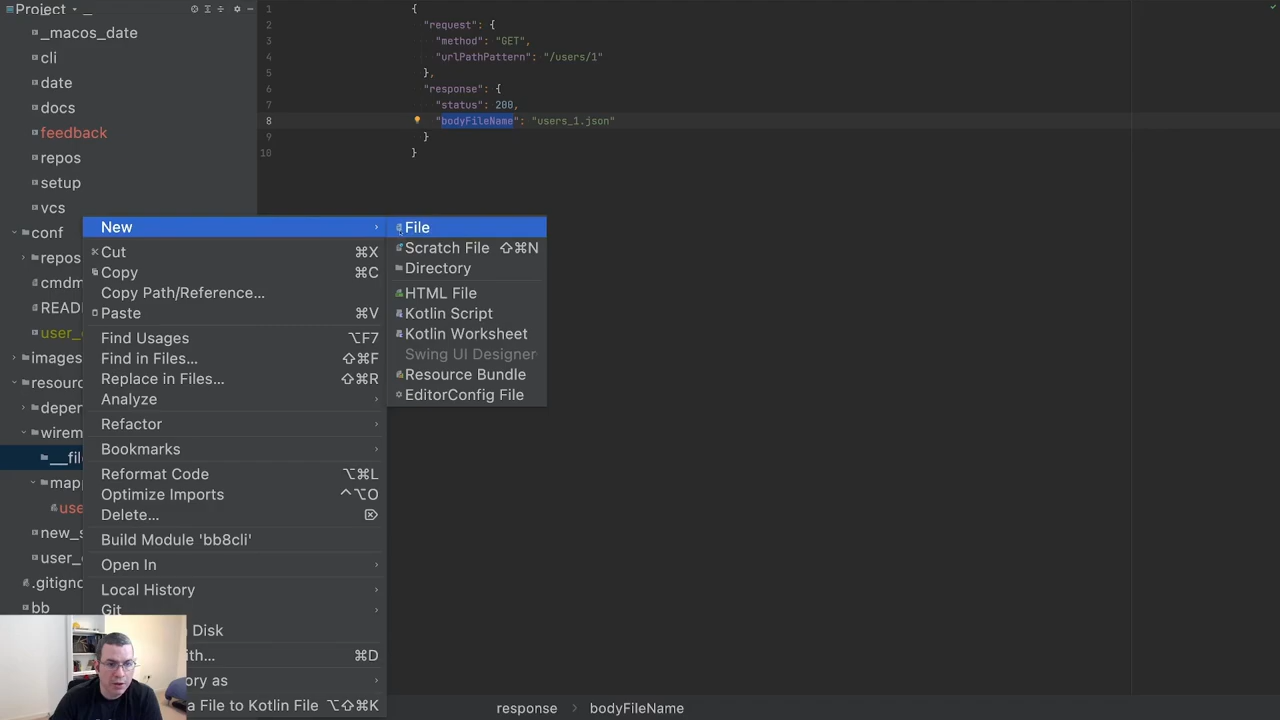 Project
_macos_words
cli
date
docs
feedback
repos
setup
vcs
conf
repos
cmdm
READ
user_
images
resour
depe
wirem
__fil
mapp
use
new_s
user_
.gitigno
bb
1
2
3
4
5
6
7
8
9
10
{
"request": {
"method": "GET",
"urlPathPattern": "/users/1"
},
"response": {
"status": 200,
"bodyFileName": "users_1.json"
}
}
New
Cut ⌘X
Copy ⌘C
Copy Path/Reference...
Paste ⌘V
Find Usages ⌥F7
Find in Files... ⇧⌘F
Replace in Files... ⇧⌘R
Analyze
Refactor
Bookmarks
Reformat Code ⌥⌘L
Optimize Imports ^⌥O
Delete... ⌦
Build Module 'bb8cli'
Open In
Local History
Git
Disk
ith... ⌘D
ory as
a File to Kotlin File ⌥⇧⌘K
File
Scratch File ⇧⌘N
Directory
HTML File
Kotlin Script
Kotlin Worksheet
Swing UI Designer
Resource Bundle
EditorConfig File
response › bodyFileName